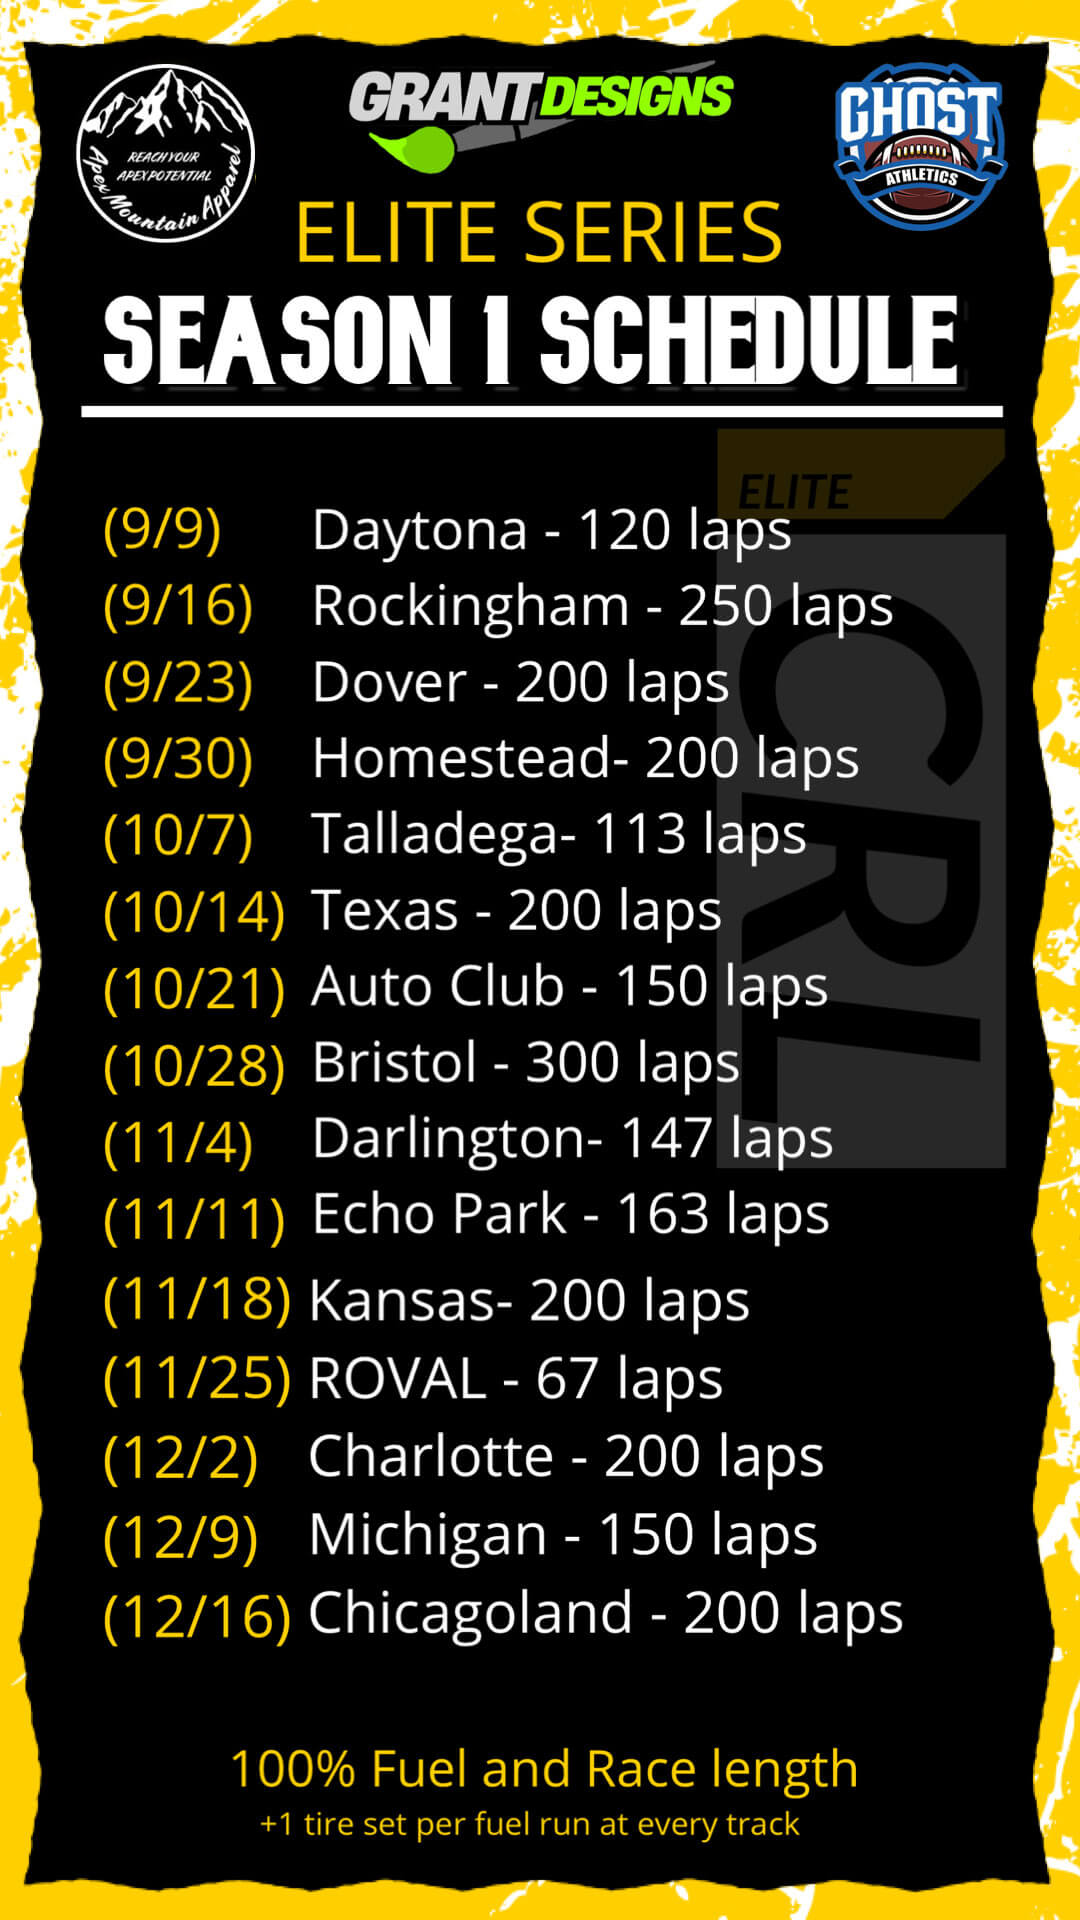 REACH YOUR
APEX POTENTIAL
Apex Mountain Apparel
GRANT DESIGNS
GHOST
ATHLETICS
ELITE SERIES
SEASON 1 SCHEDULE
ELITE
CRL
(9/9) Daytona - 120 laps
(9/16) Rockingham - 250 laps
(9/23) Dover - 200 laps
(9/30) Homestead- 200 laps
(10/7) Talladega- 113 laps
(10/14) Texas - 200 laps
(10/21) Auto Club - 150 laps
(10/28) Bristol - 300 laps
(11/4) Darlington- 147 laps
(11/11) Echo Park - 163 laps
(11/18) Kansas- 200 laps
(11/25) ROVAL - 67 laps
(12/2) Charlotte - 200 laps
(12/9) Michigan - 150 laps
(12/16) Chicagoland - 200 laps
100% Fuel and Race length
+1 tire set per fuel run at every track